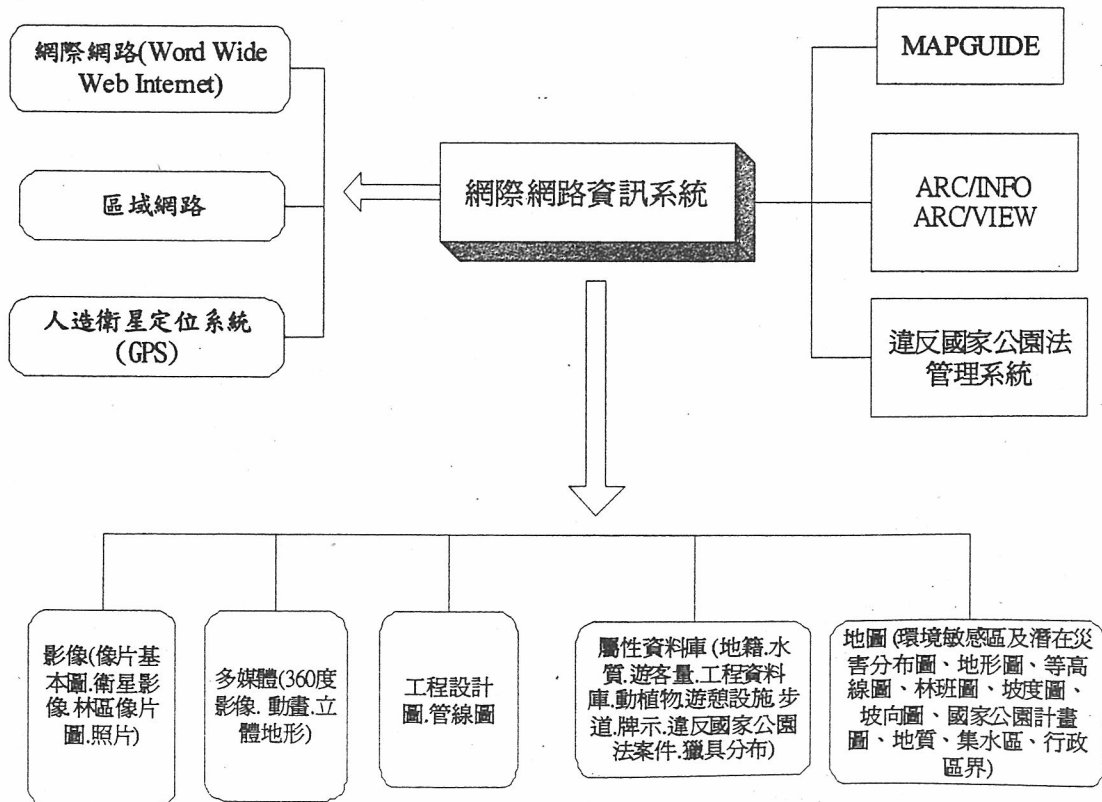 網際網路(Word Wide
Web Internet)
區域網路
人造衛星定位系統
(GPS)
網際網路資訊系統
MAPGUIDE
ARC/INFO
ARC/VIEW
違反國家公園法
管理系統
影像(像片基
本圖.衛星影
像.林區像片
圖.照片)
多媒體(360度
影像. 動畫.立
體地形)
工程設計
圖.管線圖
屬性資料庫 (地籍.水
質.遊客量.工程資料
庫.動植物.遊憩設施.步
道.牌示.違反國家公園
法案件.獵具分布)
地圖 (環境敏感區及潛在災
害分布圖、地形圖、等高
線圖、林班圖、坡度圖、
坡向圖、國家公園計畫
圖、地質、集水區、行政
區界)